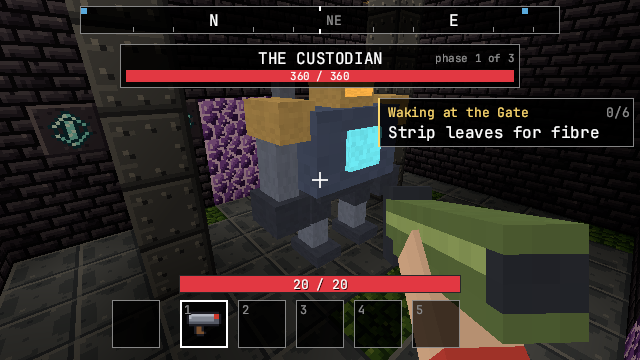 N NE E
THE CUSTODIAN phase 1 of 3
360 / 360
Waking at the Gate 0/6
Strip leaves for fibre
20 / 20
1 2 3 4 5